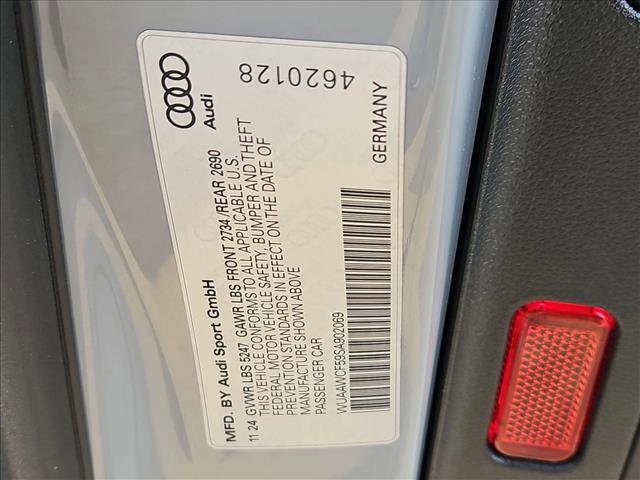 Audi
4620128
MFD. BY Audi Sport GmbH
11 24 GVWR LBS 5247 GAWR LBS FRONT 2734 /REAR 2690
THIS VEHICLE CONFORMS TO ALL APPLICABLE U.S.
FEDERAL MOTOR VEHICLE SAFETY, BUMPER AND THEFT
PREVENTION STANDARDS IN EFFECT ON THE DATE OF
MANUFACTURE SHOWN ABOVE
PASSENGER CAR
GERMANY
WUAAWCF59SA902069